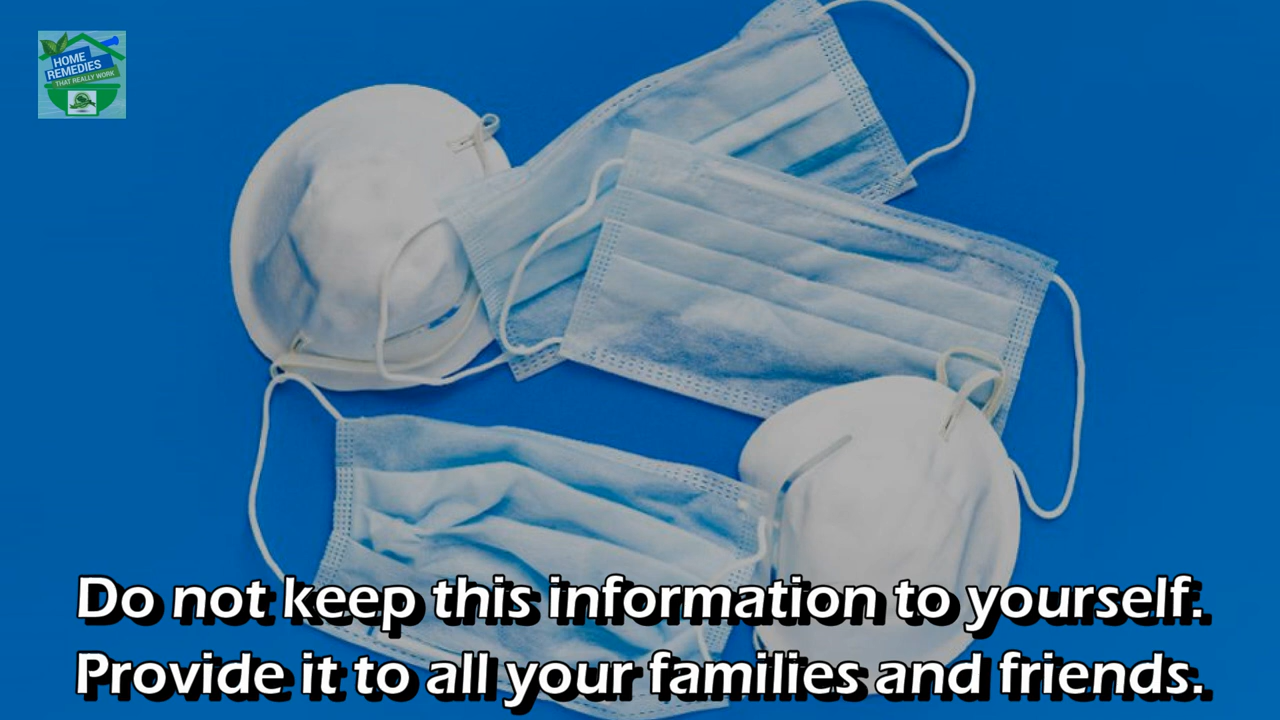 HOME
REMEDIES
THAT REALLY WORK
Do not keep this information to yourself.
Provide it to all your families and friends.